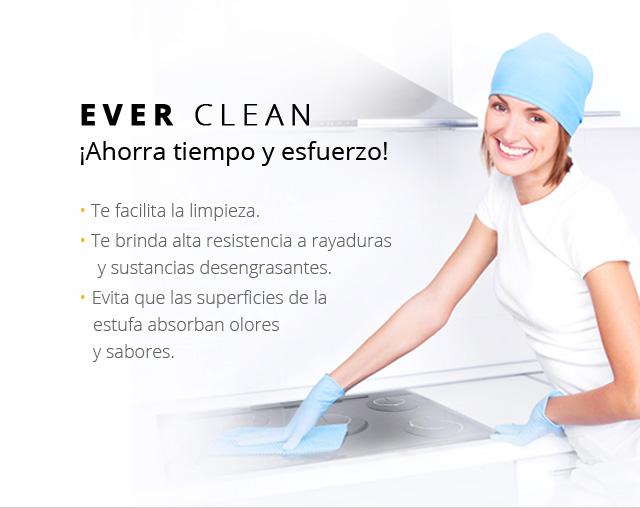 EVER CLEAN
¡Ahorra tiempo y esfuerzo!
• Te facilita la limpieza.
• Te brinda alta resistencia a rayaduras
y sustancias desengrasantes.
• Evita que las superficies de la
estufa absorban olores
y sabores.